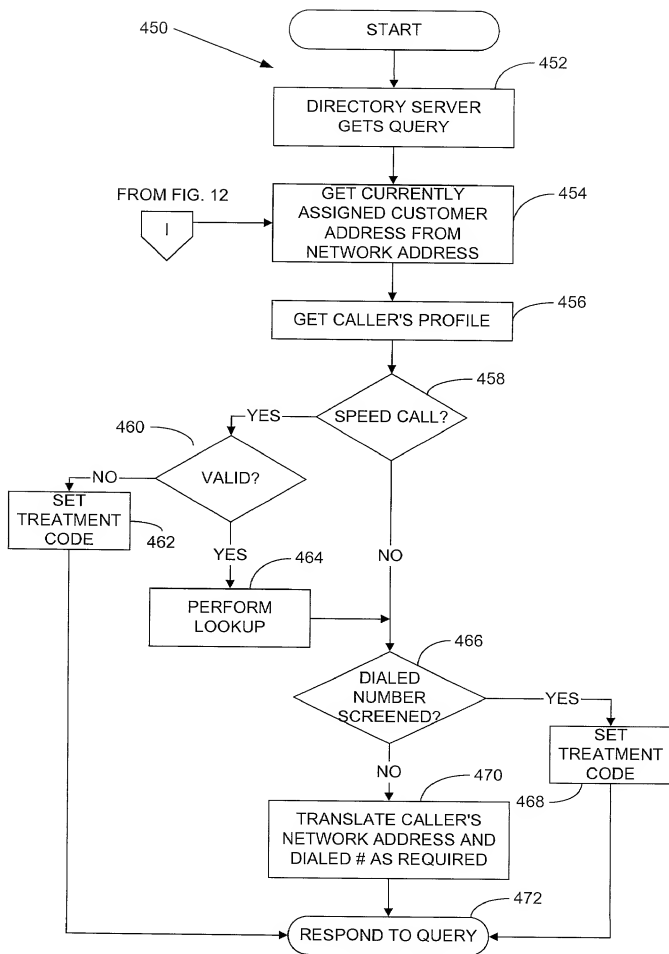 450
START
452
DIRECTORY SERVER
GETS QUERY
FROM FIG. 12
I
454
GET CURRENTLY
ASSIGNED CUSTOMER
ADDRESS FROM
NETWORK ADDRESS
456
GET CALLER'S PROFILE
458
SPEED CALL?
YES
460
VALID?
NO
SET
TREATMENT
CODE
462
YES
464
PERFORM
LOOKUP
NO
466
DIALED
NUMBER
SCREENED?
YES
SET
TREATMENT
CODE
468
NO
470
TRANSLATE CALLER'S
NETWORK ADDRESS AND
DIALED # AS REQUIRED
472
RESPOND TO QUERY